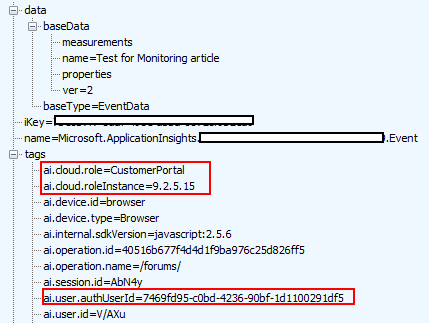 data
baseData
measurements
name=Test for Monitoring article
properties
ver=2
baseType=EventData
iKey=
name=Microsoft.ApplicationInsights. .Event
tags
ai.cloud.role=CustomerPortal
ai.cloud.roleInstance=9.2.5.15
ai.device.id=browser
ai.device.type=Browser
ai.internal.sdkVersion=javascript:2.5.6
ai.operation.id=40516b677f4d4d1f9ba976c25d826ff5
ai.operation.name=/forums/
ai.session.id=AbN4y
ai.user.authUserId=7469fd95-c0bd-4236-90bf-1d1100291df5
ai.user.id=V/AXu